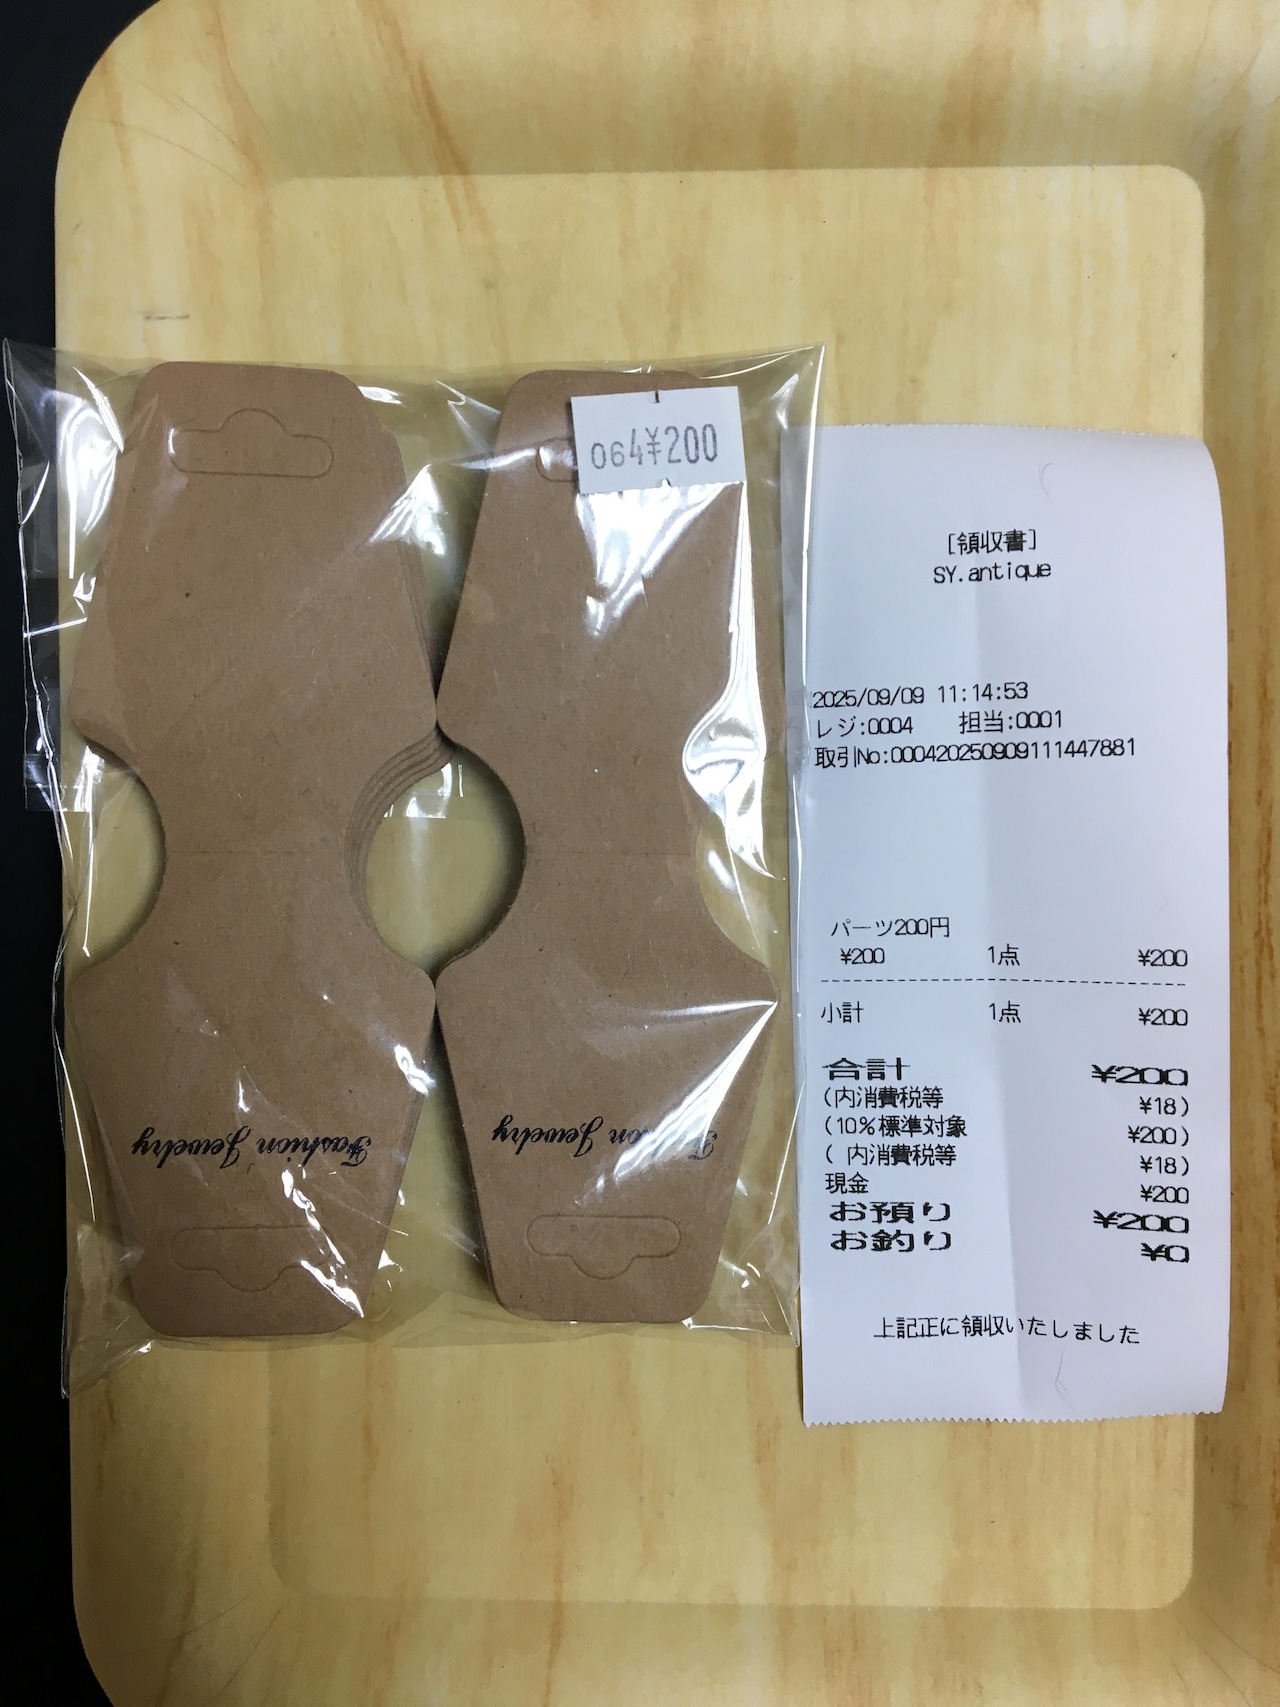 064¥200
Fashion Jewelry
Jewelry
[領収書]
SY.antique
2025/09/09 11:14:53
レジ:0004 担当:0001
取引No:00042025090911144​7881
パーツ200円
¥200 1点 ¥200
小計 1点 ¥200
合計 ¥200
(内消費税等 ¥18)
(10%標準対象 ¥200)
( 内消費税等 ¥18)
現金 ¥200
お預り ¥200
お釣り ¥0
上記正に領収いたしました